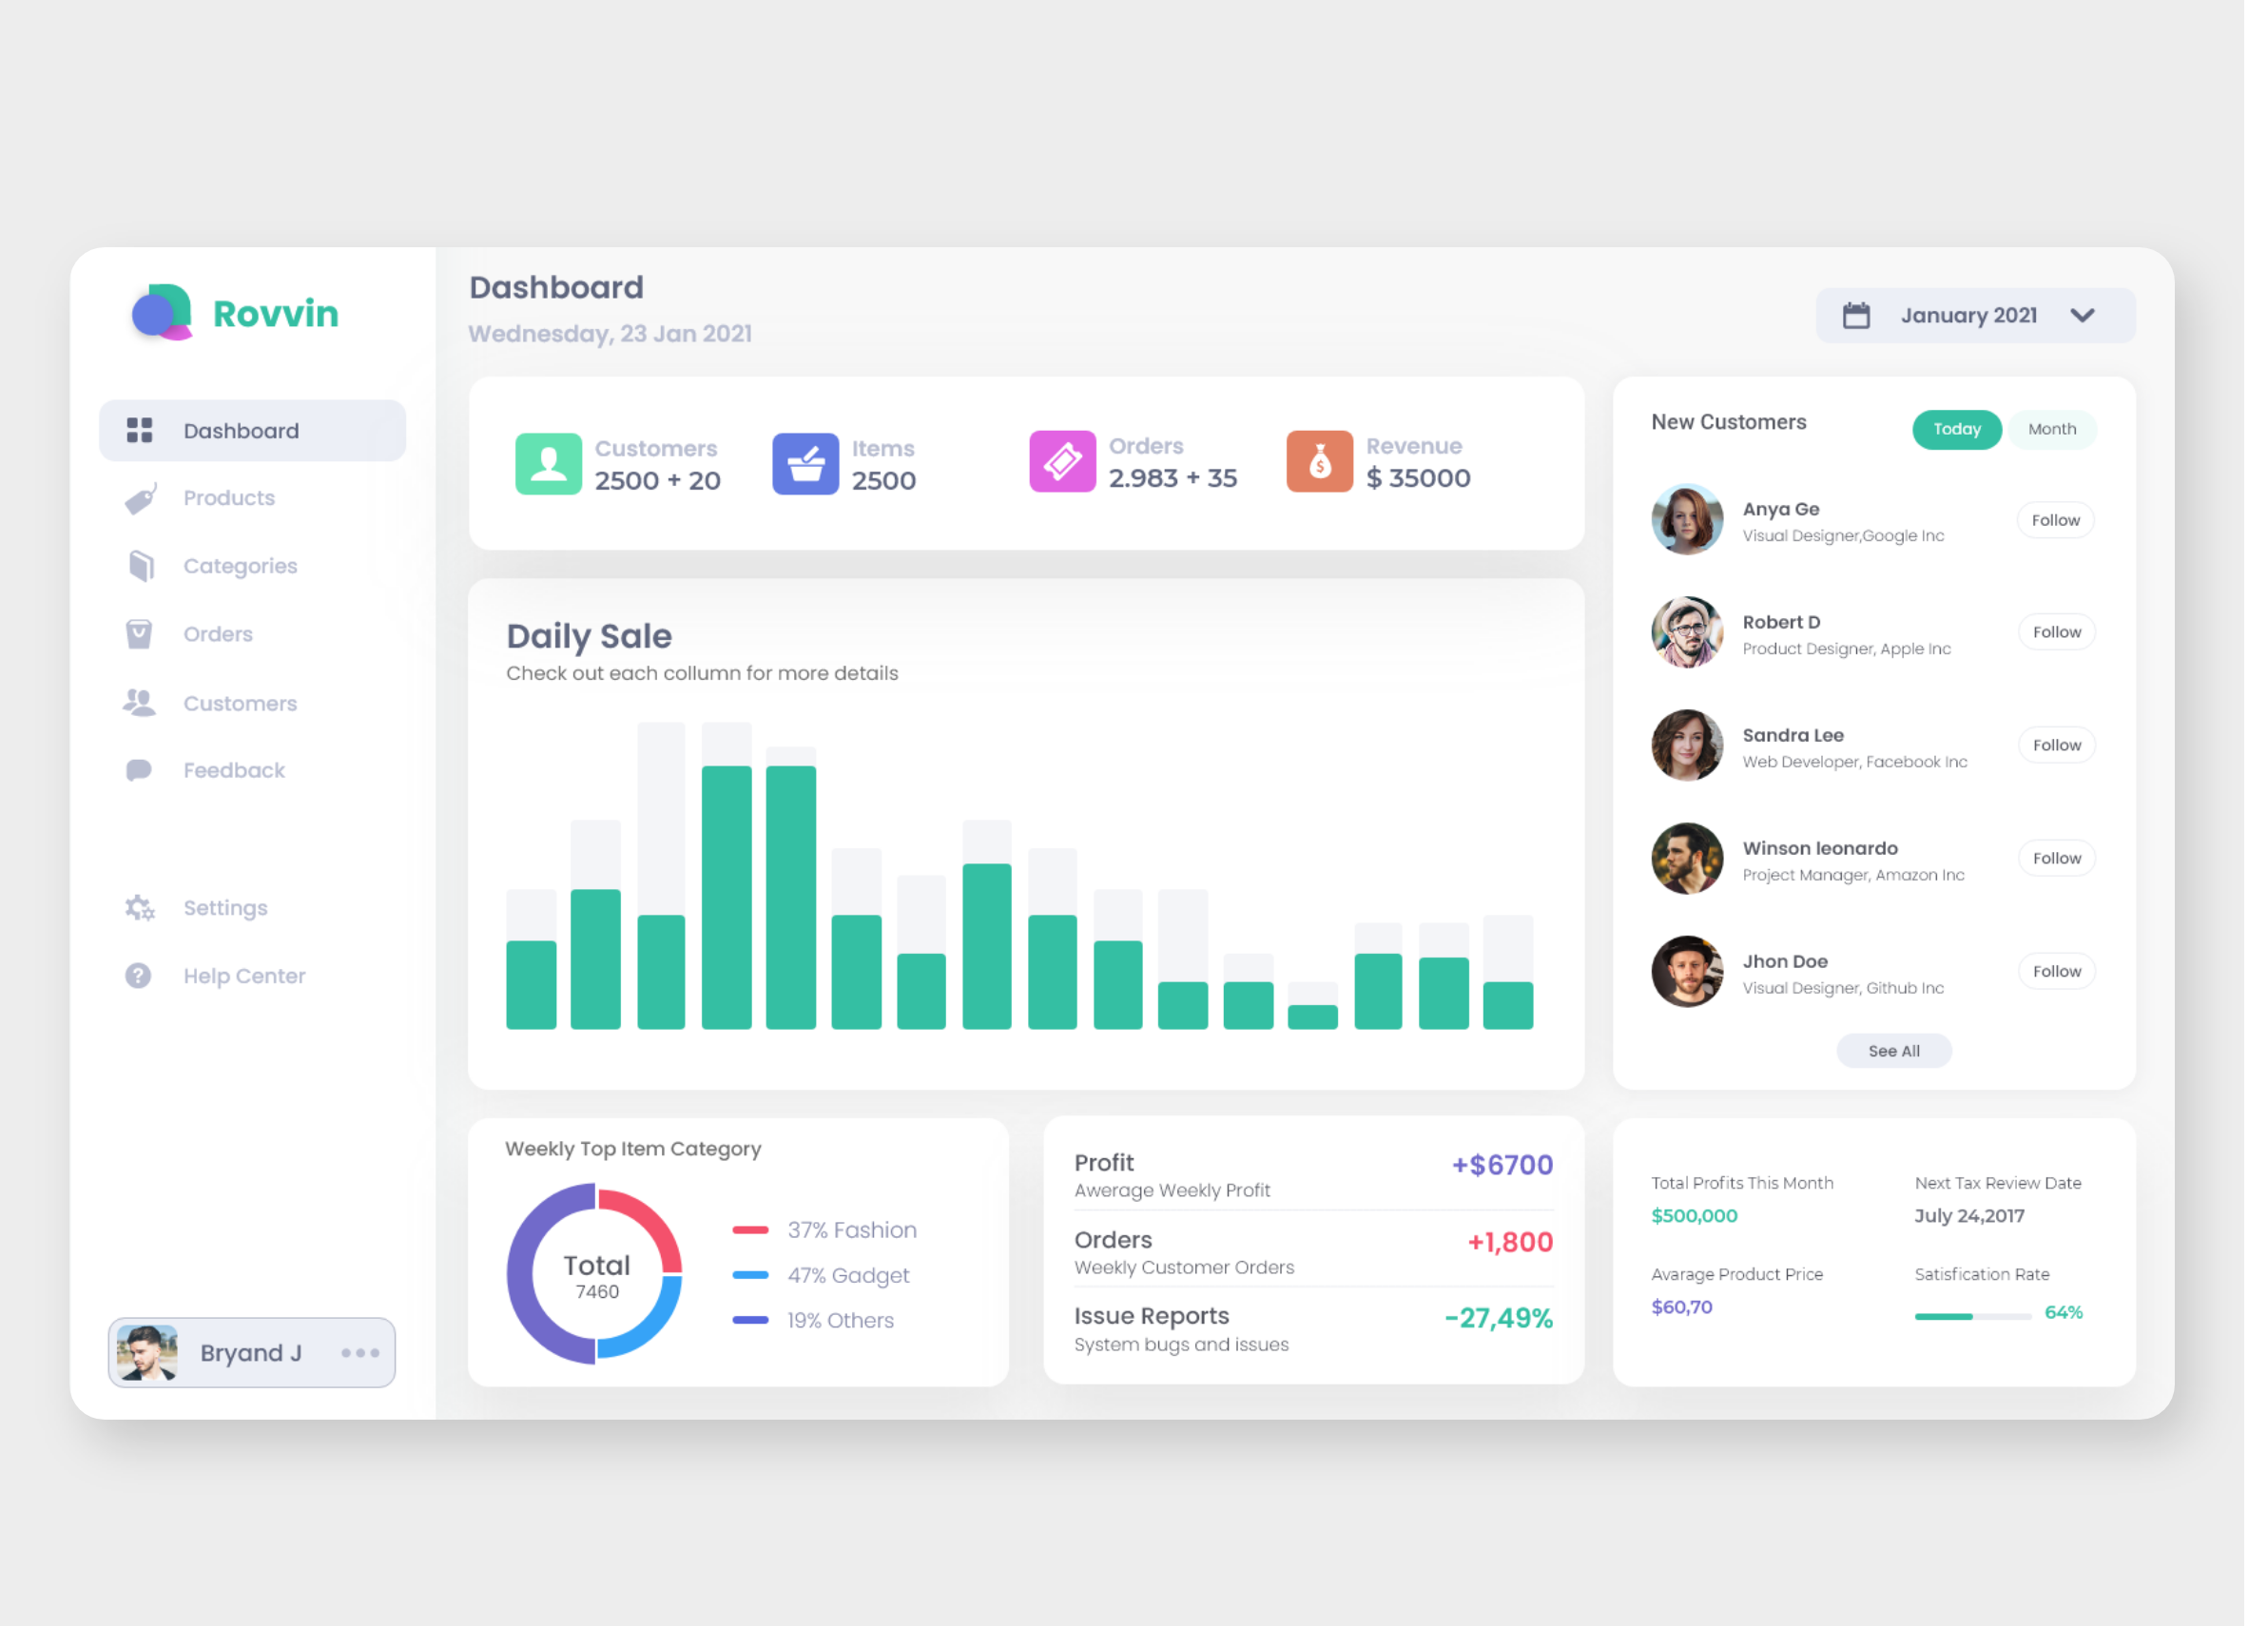 Rovvin
Dashboard
Products
Categories
Orders
Customers
Feedback
Settings
Help Center
Bryand J
Dashboard
Wednesday, 23 Jan 2021
January 2021
Customers
2500 + 20
Items
2500
Orders
2.983 + 35
Revenue
$ 35000
Daily Sale
Check out each collumn for more details
New Customers
Today
Month
Anya Ge
Visual Designer,Google Inc
Follow
Robert D
Product Designer, Apple Inc
Follow
Sandra Lee
Web Developer, Facebook Inc
Follow
Winson leonardo
Project Manager, Amazon Inc
Follow
Jhon Doe
Visual Designer, Github Inc
Follow
See All
Weekly Top Item Category
Total
7460
37% Fashion
47% Gadget
19% Others
Profit
+$6700
Awerage Weekly Profit
Orders
+1,800
Weekly Customer Orders
Issue Reports
-27,49%
System bugs and issues
Total Profits This Month
$500,000
Next Tax Review Date
July 24,2017
Avarage Product Price
$60,70
Satisfication Rate
64%